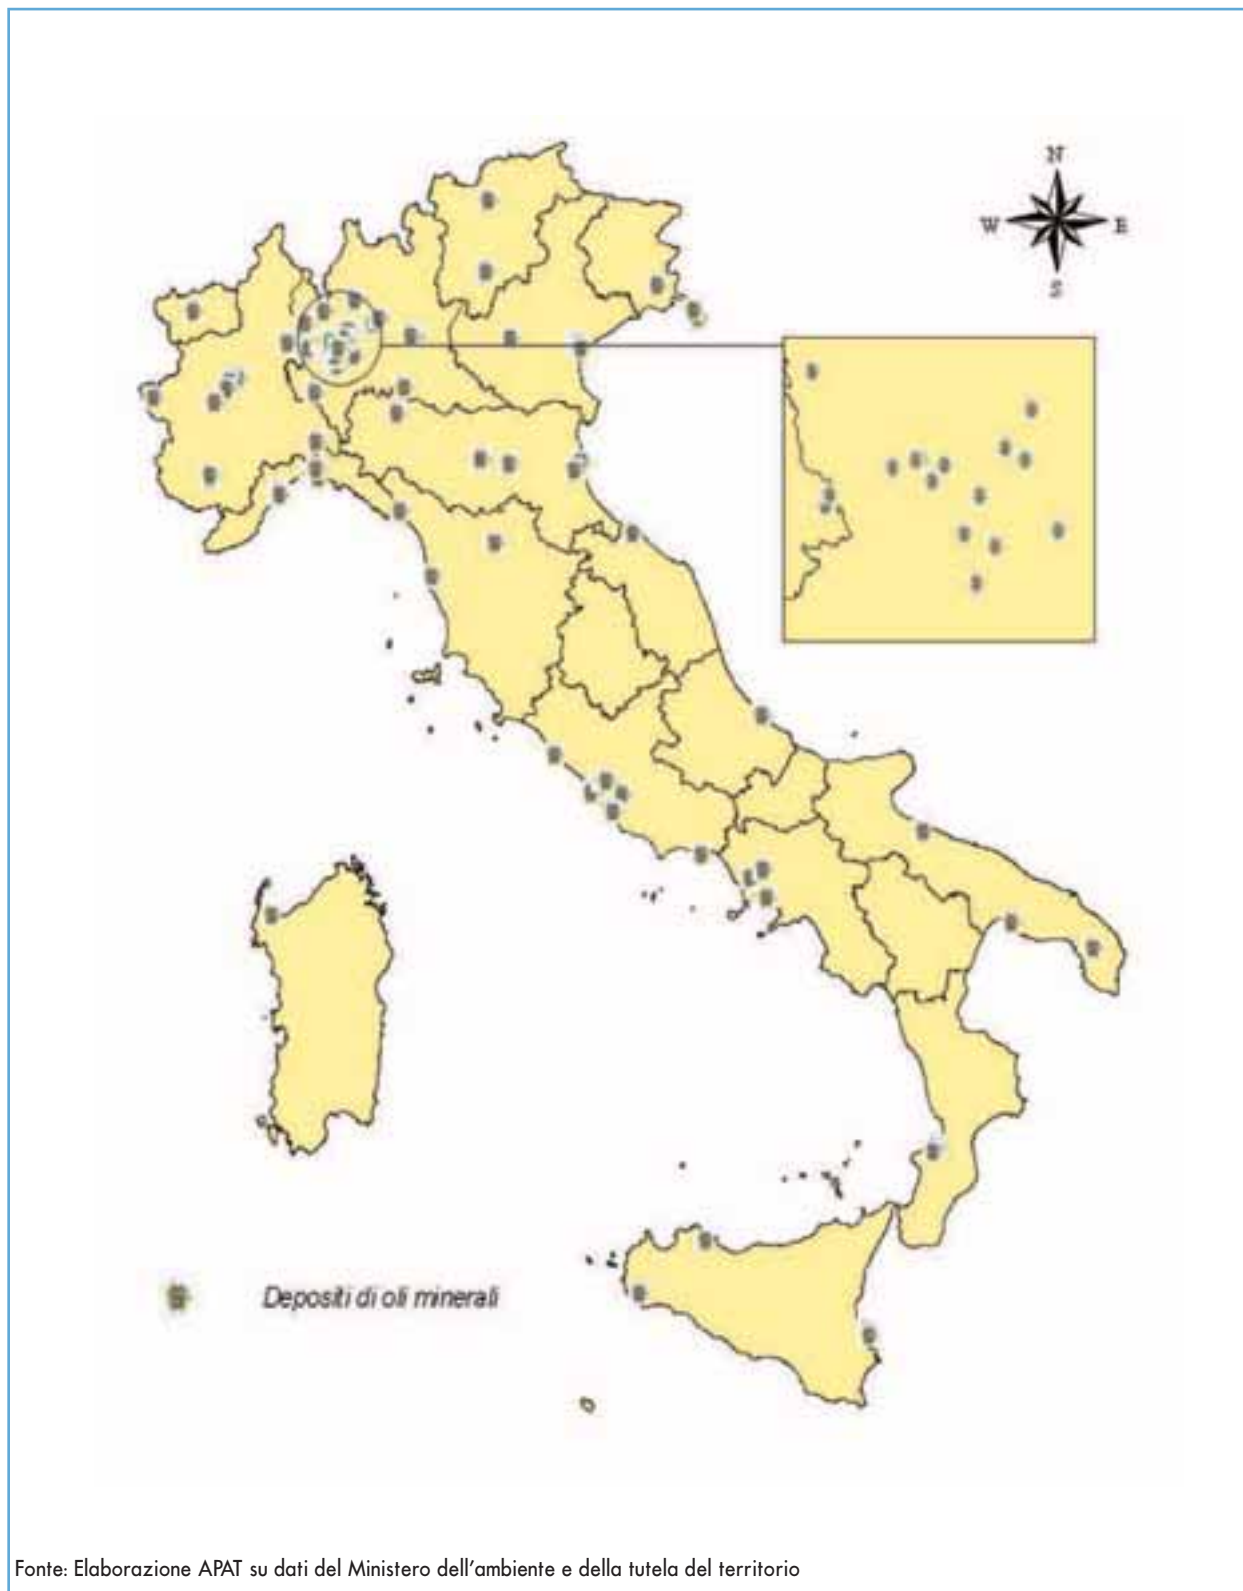 N
W E
S
Depositi di oli minerali
Fonte: Elaborazione APAT su dati del Ministero dell'ambiente e della tutela del territorio